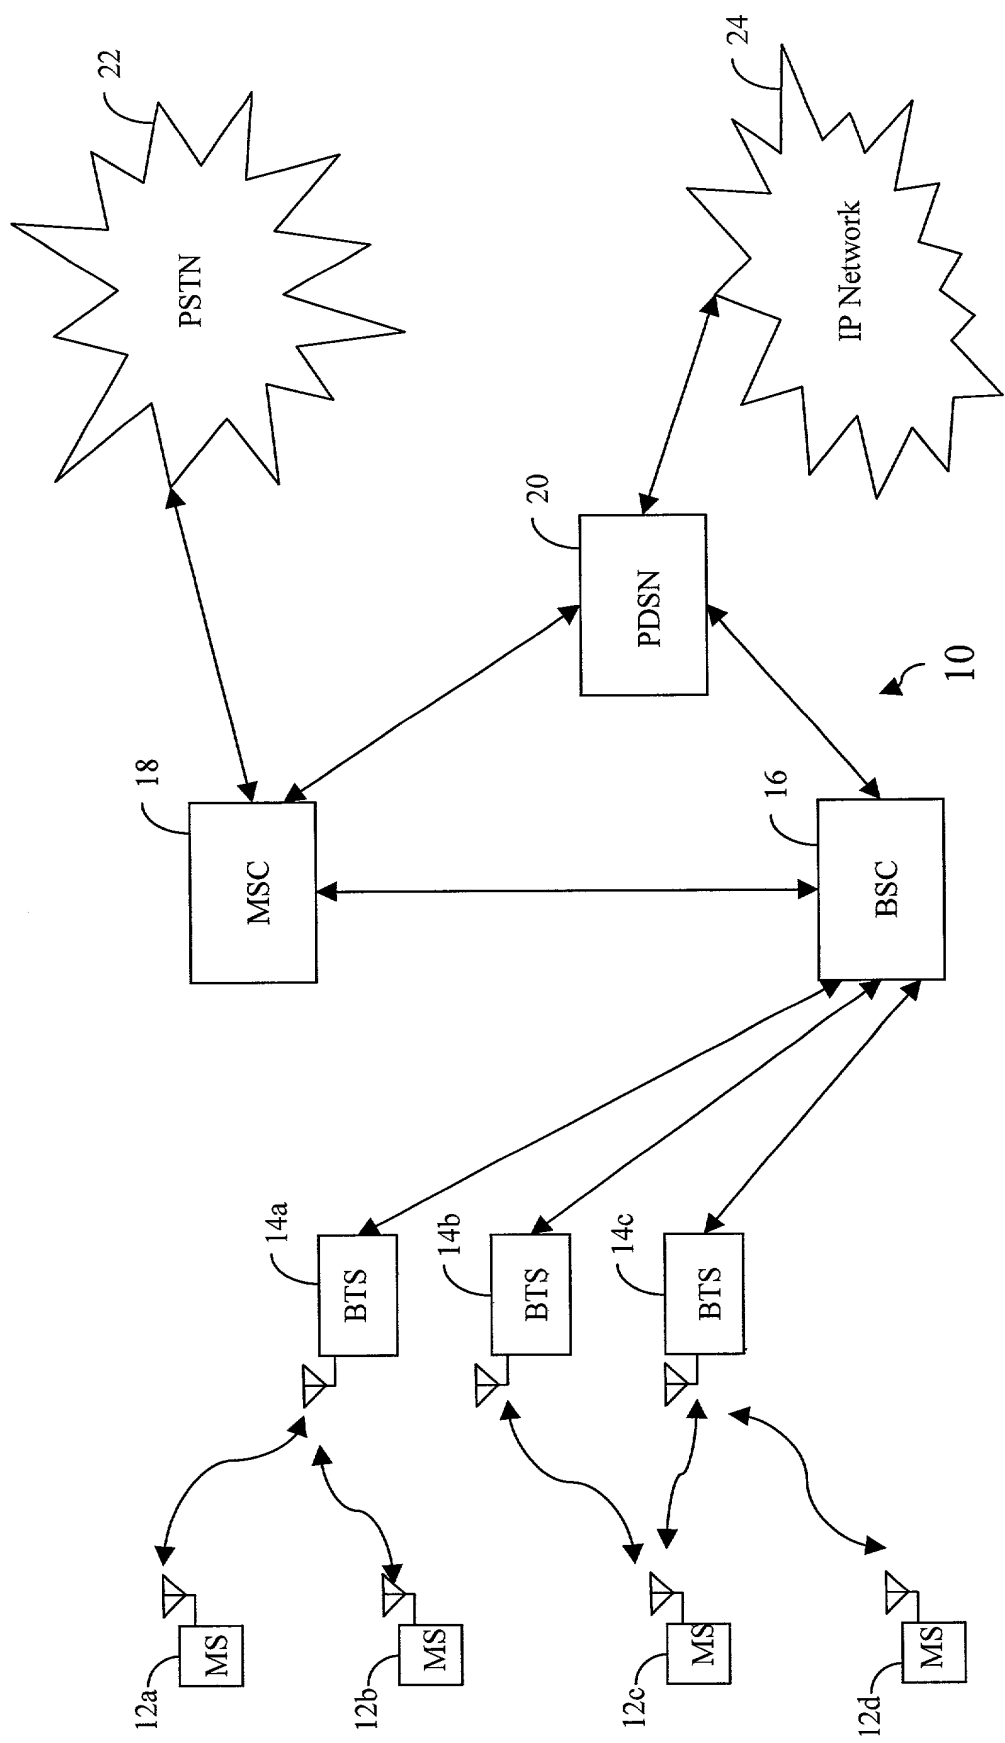 12a
MS
12b
MS
12c
MS
12d
MS
14a
BTS
14b
BTS
14c
BTS
18
MSC
16
BSC
10
20
PDSN
22
PSTN
24
IP Network